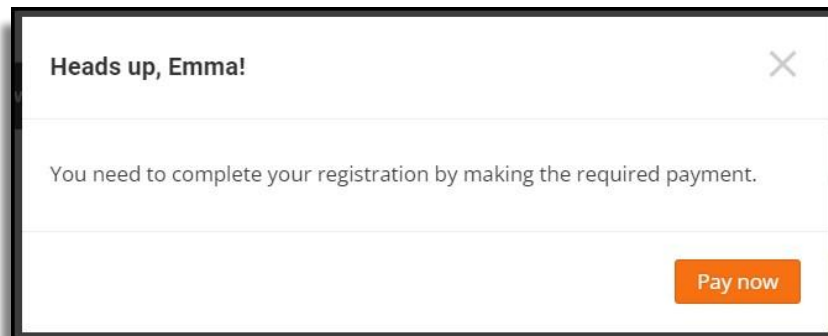 Heads up, Emma!
You need to complete your registration by making the required payment.
Pay now